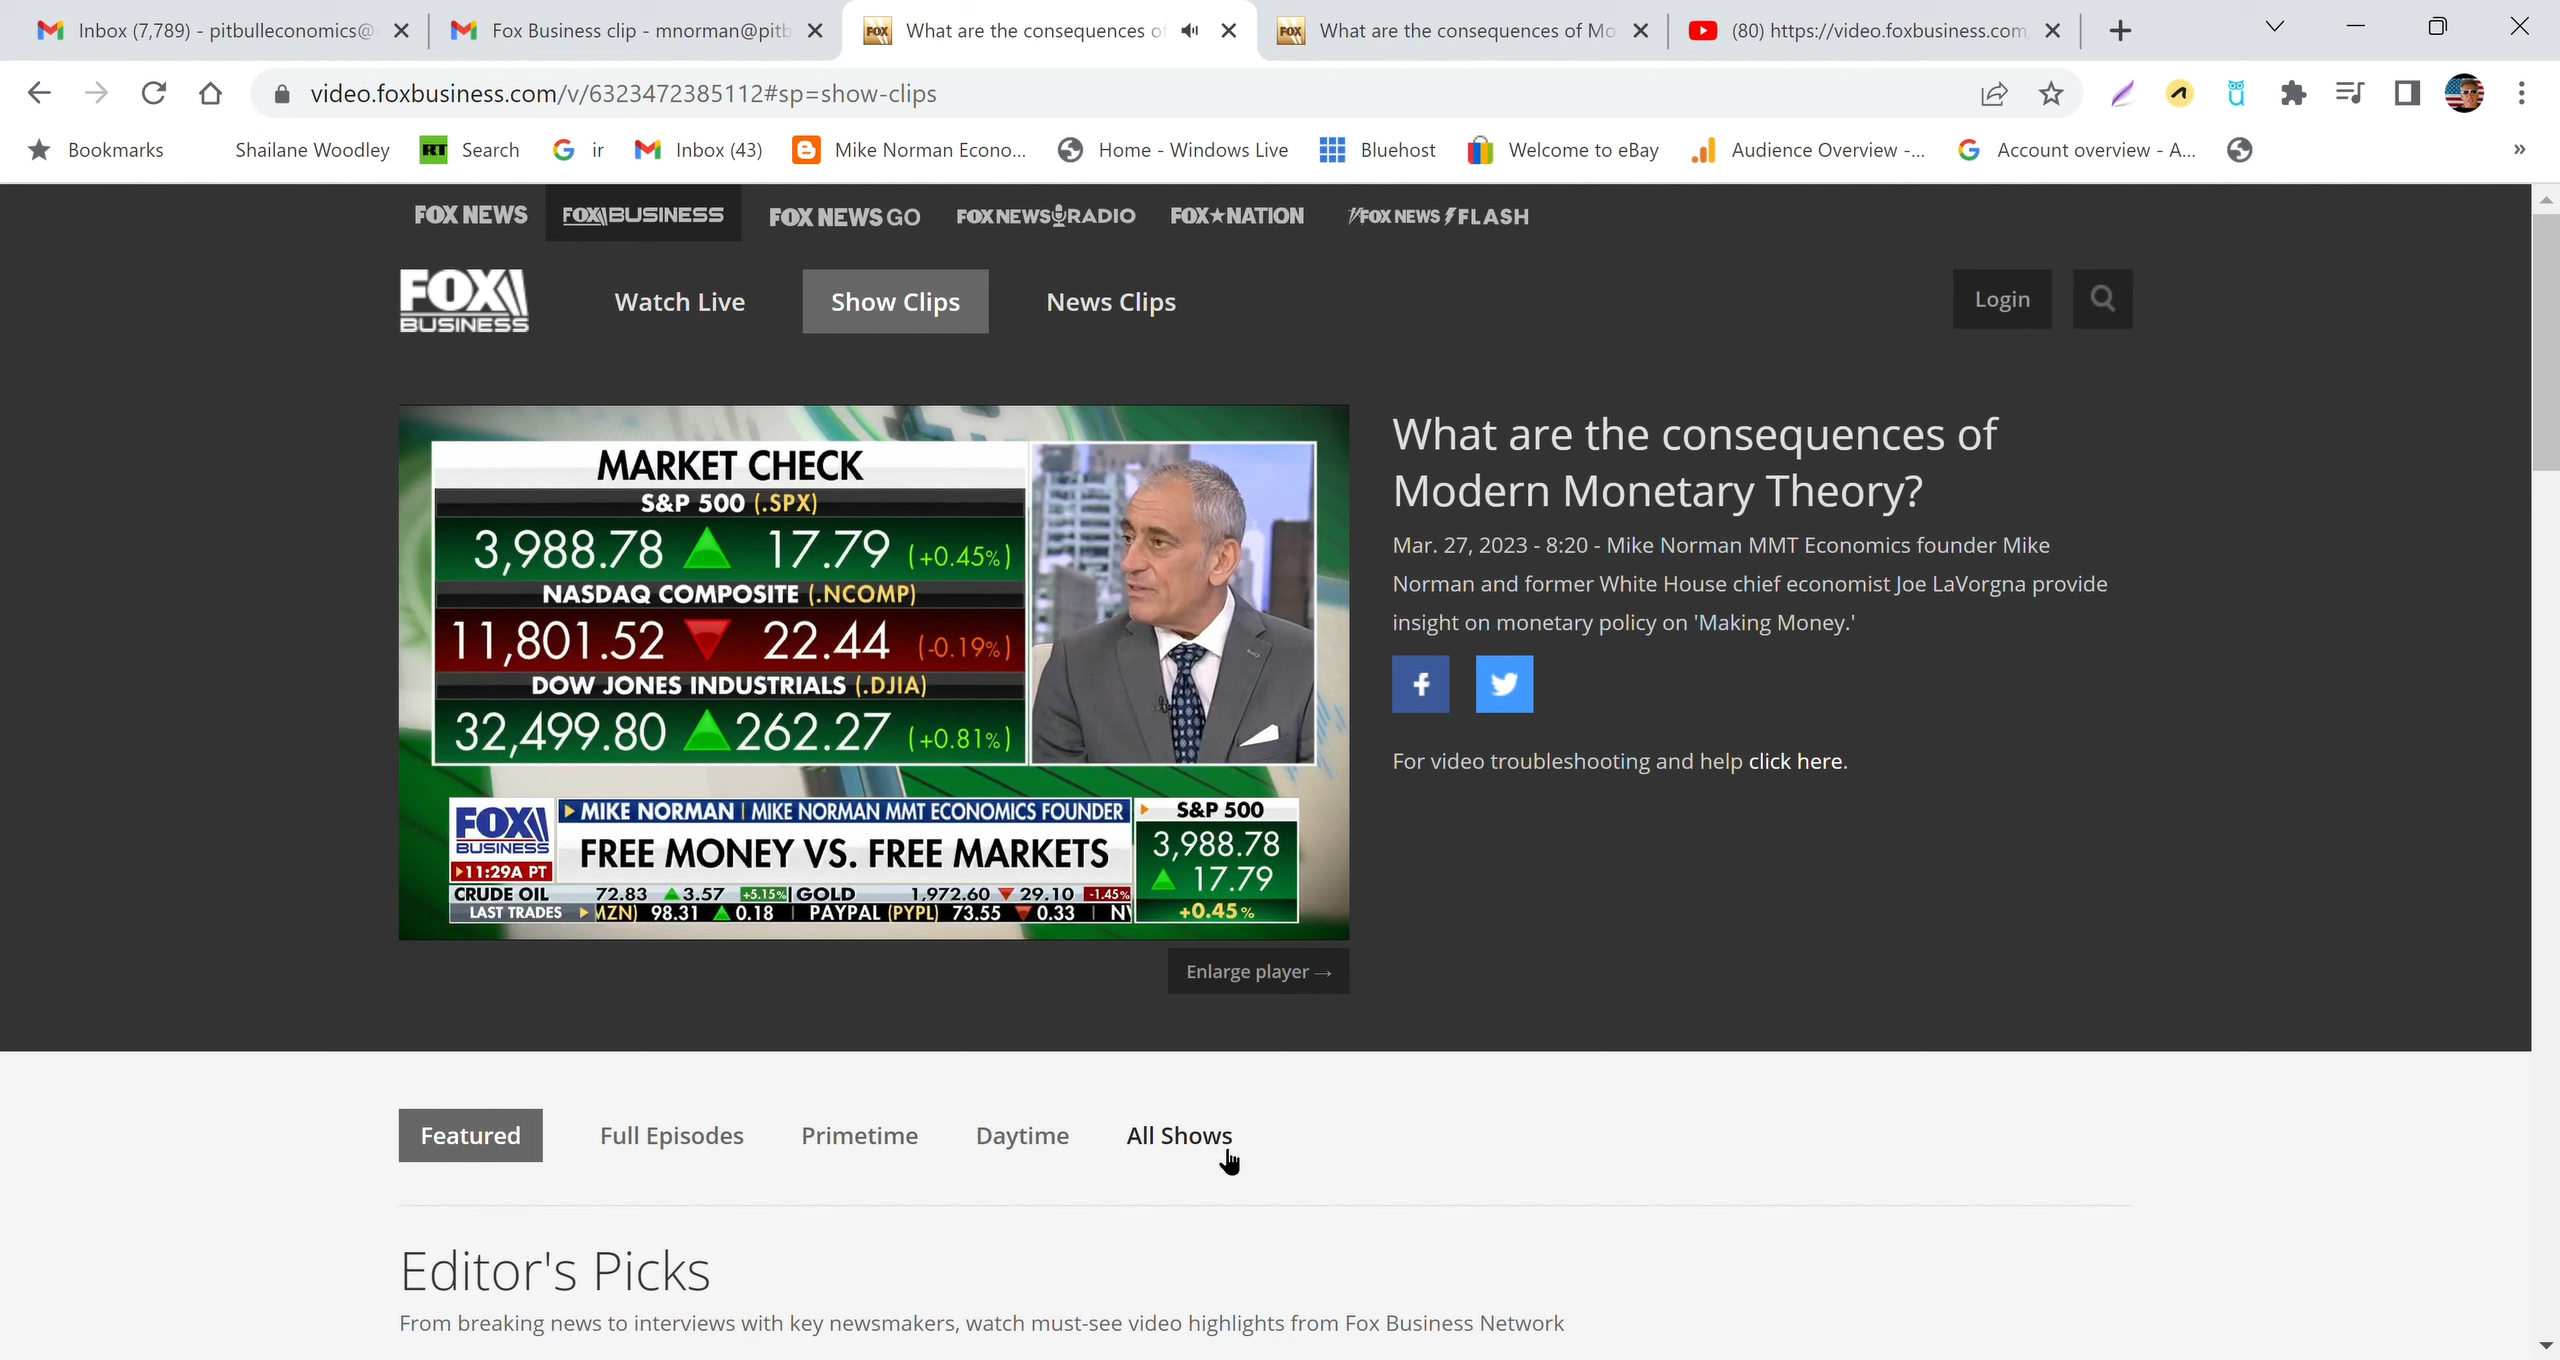 Inbox (7,789) - pitbulleconomics@
Fox Business clip - mnorman@pitb
FOX
What are the consequences of
FOX
What are the consequences of Mo
(80) https://video.foxbusiness.com
video.foxbusiness.com/v/6323472385112#sp=show-clips
Bookmarks
Shailane Woodley
RT Search
ir
Inbox (43)
Mike Norman Econo...
Home - Windows Live
Bluehost
Welcome to eBay
Audience Overview -...
Account overview - A...
»
FOX NEWS
FOX BUSINESS
FOX NEWS GO
FOX NEWS RADIO
FOX★NATION
FOX NEWS FLASH
FOX BUSINESS
Watch Live
Show Clips
News Clips
Login
MARKET CHECK
S&P 500 (.SPX)
3,988.78 ▲ 17.79 (+0.45%)
NASDAQ COMPOSITE (.NCOMP)
11,801.52 ▼ 22.44 (-0.19%)
DOW JONES INDUSTRIALS (.DJIA)
32,499.80 ▲ 262.27 (+0.81%)
FOX BUSINESS
▸11:29A PT
▸ MIKE NORMAN | MIKE NORMAN MMT ECONOMICS FOUNDER
FREE MONEY VS. FREE MARKETS
CRUDE OIL 72.83 ▲3.57 +5.15% | GOLD 1,972.60 ▼29.10 -1.45%
LAST TRADES ▸ MZN) 98.31 ▲0.18 | PAYPAL (PYPL) 73.55 ▼0.33 |
▸ S&P 500
3,988.78
▲ 17.79
+0.45%
Enlarge player →
What are the consequences of
Modern Monetary Theory?
Mar. 27, 2023 - 8:20 - Mike Norman MMT Economics founder Mike
Norman and former White House chief economist Joe LaVorgna provide
insight on monetary policy on 'Making Money.'
For video troubleshooting and help click here.
Featured
Full Episodes
Primetime
Daytime
All Shows
Editor's Picks
From breaking news to interviews with key newsmakers, watch must-see video highlights from Fox Business Network